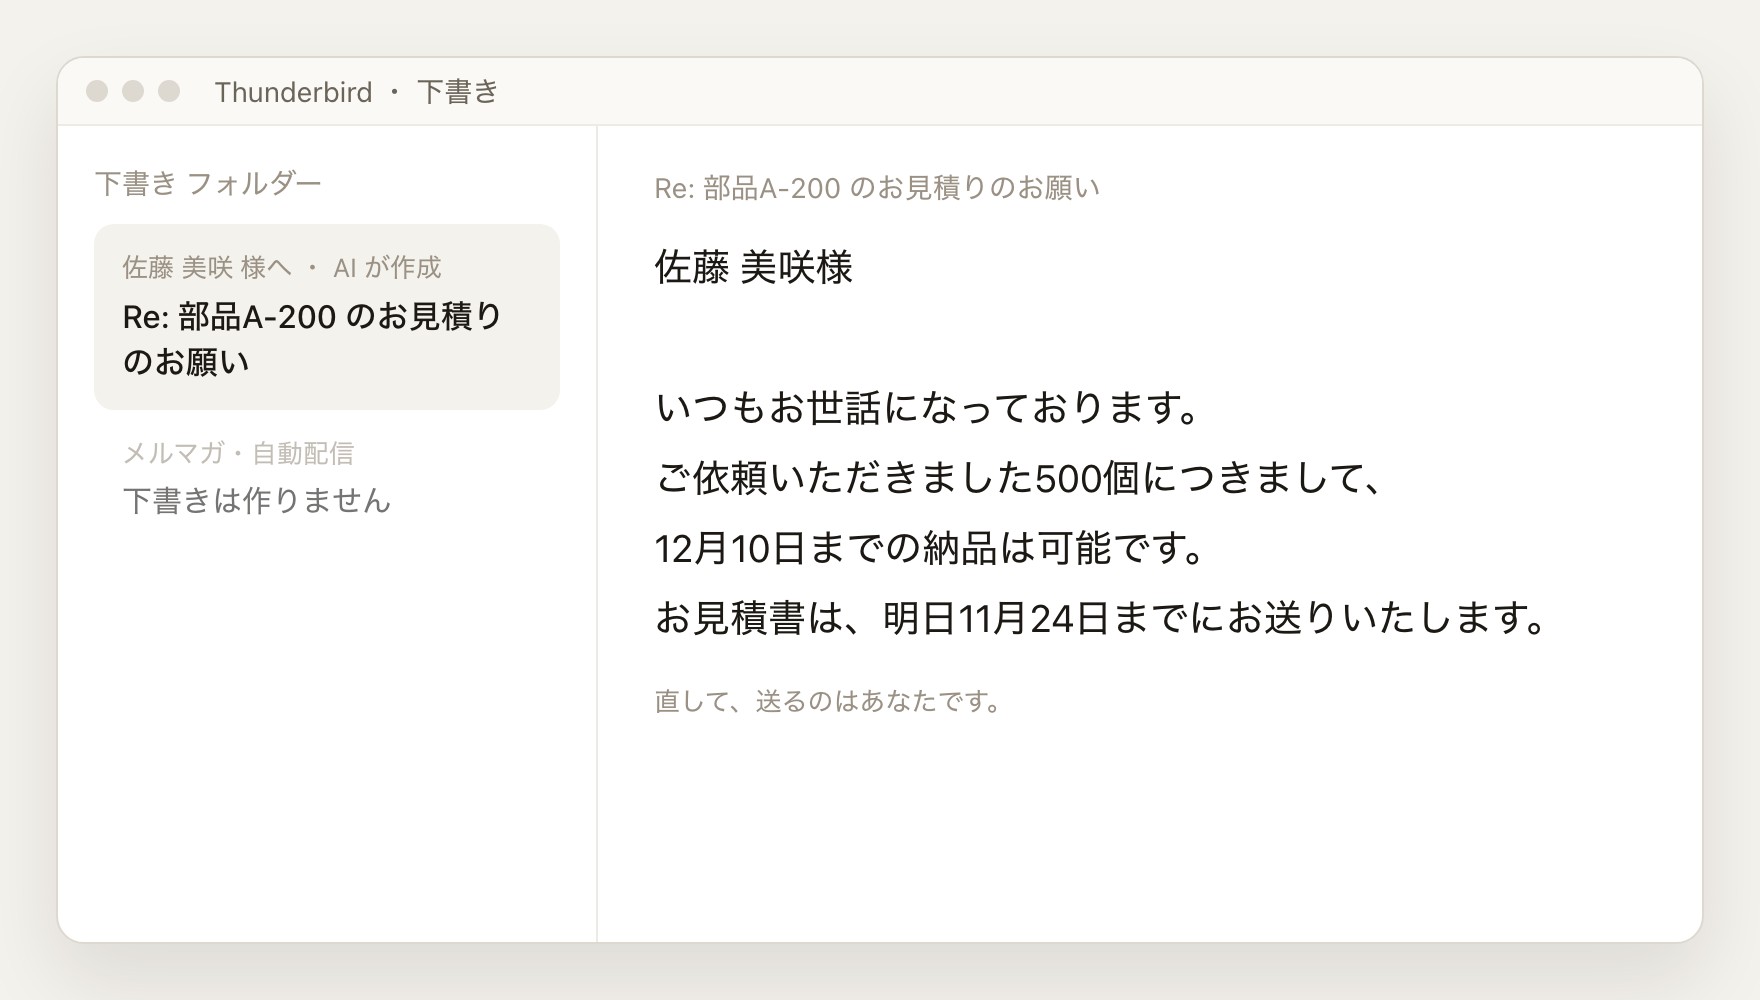 Thunderbird ・ 下書き
下書き フォルダー
佐藤 美咲 様へ ・ AI が作成
Re: 部品A-200 のお見積り
のお願い
メルマガ・自動配信
下書きは作りません
Re: 部品A-200 のお見積りのお願い
佐藤 美咲様
いつもお世話になっております。
ご依頼いただきました500個につきまして、
12月10日までの納品は可能です。
お見積書は、明日11月24日までにお送りいたします。
直して、送るのはあなたです。